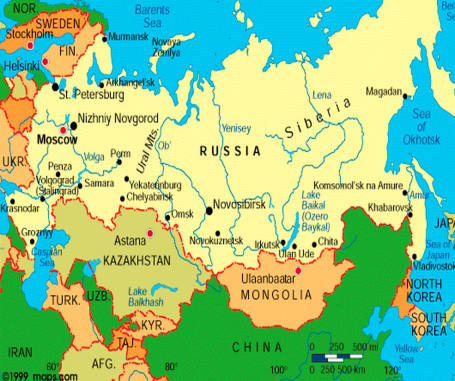 NOR.
SWEDEN
Stockholm
FIN.
Helsinki
Barents
Sea
Murmansk
Novaya
Zemlya
Arkhangel'sk
St. Petersburg
Nizhniy Novgorod
Moscow
UKR.
Penza
Volga
Perm
Ural Mts.
Ob'
Yenisey
Lena
Siberia
Magadan
Sea
of
Okhotsk
RUSSIA
Volgograd
(Stalingrad)
Samara
Yekaterinburg
Chelyabinsk
Krasnodar
Groznyy
Caspian
Sea
Omsk
Novosibirsk
Novokuznetsk
Lake
Baikal
(Ozero
Baykal)
Irkutsk
Ulan Ude
Chita
Komsomol'sk na Amure
(Amur
Khabarovsk
JAPA
Sea of
Japan
Vladivostok
Astana
KAZAKHSTAN
Lake
Balkhash
Ulaanbaatar
MONGOLIA
NORTH
KOREA
SOUTH
KOREA
Yellow
Sea
TURK.
UZB.
KYR.
TAJ.
AFG.
IRAN
CHINA
0 250 500 mi
0 250 500 km
60°
80°
100°
120°
©1999 maps.com